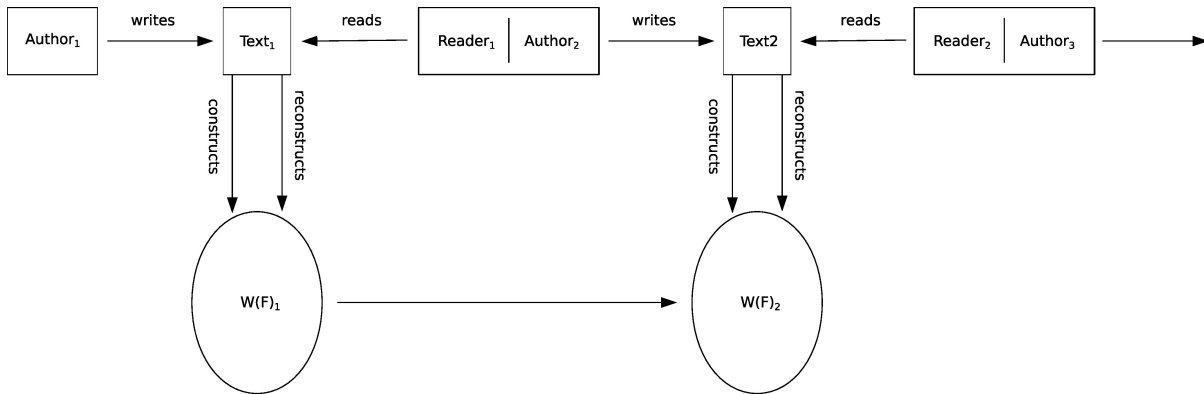 writes
reads
writes
reads
Author₁
Text₁
Reader₁
Author₂
Text2
Reader₂
Author₃
constructs
reconstructs
constructs
reconstructs
W(F)₁
W(F)₂